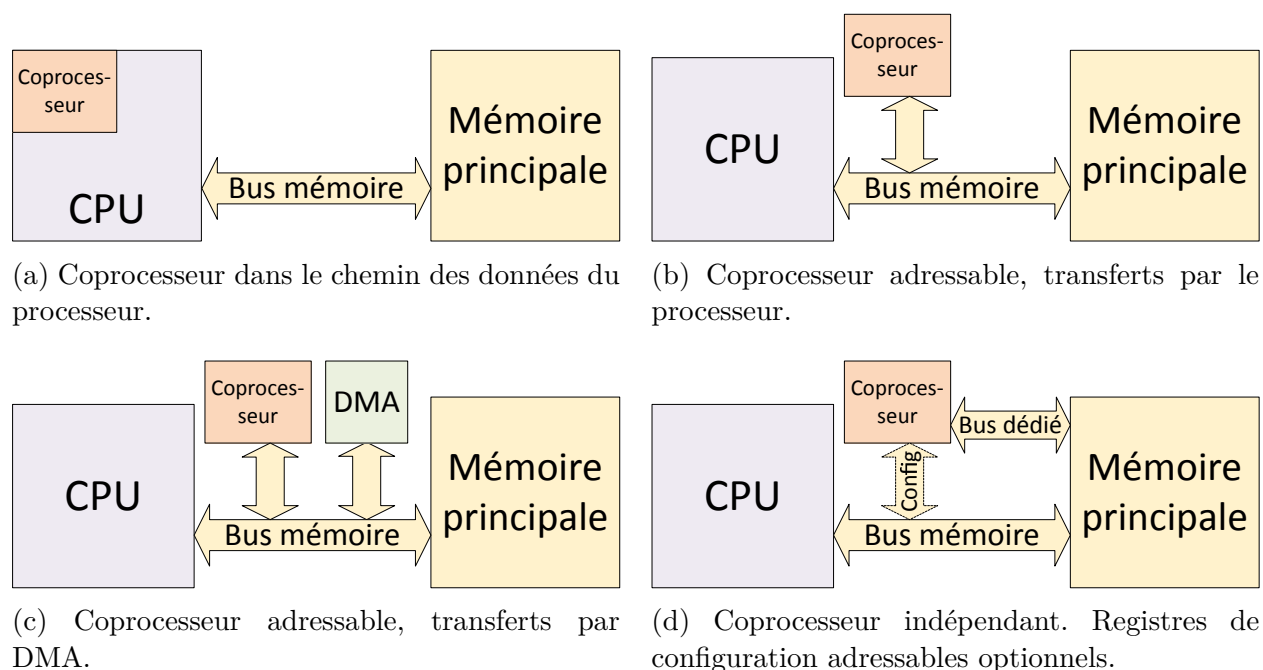 Coproces-
seur
CPU
Bus mémoire
Mémoire
principale
(a) Coprocesseur dans le chemin des données du
processeur.
Coproces-
seur
CPU
Bus mémoire
Mémoire
principale
(b) Coprocesseur adressable, transferts par le
processeur.
Coproces-
seur
DMA
CPU
Bus mémoire
Mémoire
principale
(c) Coprocesseur adressable, transferts par
DMA.
Coproces-
seur
Bus dédié
Config
CPU
Bus mémoire
Mémoire
principale
(d) Coprocesseur indépendant. Registres de
configuration adressables optionnels.